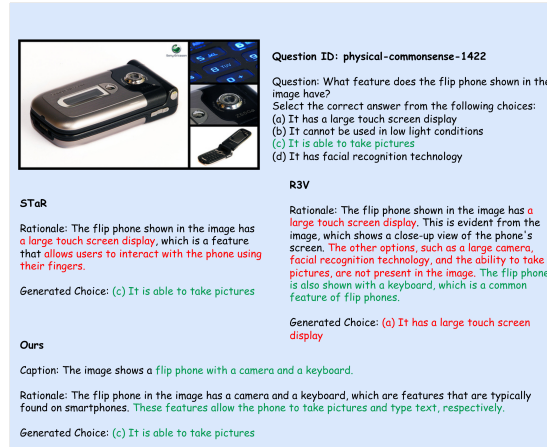 Question ID: physical-commonsense-1422
Question: What feature does the flip phone shown in the
image have?
Select the correct answer from the following choices:
(a) It has a large touch screen display
(b) It cannot be used in low light conditions
(c) It is able to take pictures
(d) It has facial recognition technology
STaR
Rationale: The flip phone shown in the image has
a large touch screen display, which is a feature
that allows users to interact with the phone using
their fingers.
Generated Choice: (c) It is able to take pictures
R3V
Rationale: The flip phone shown in the image has a
large touch screen display. This is evident from the
image, which shows a close-up view of the phone's
screen. The other options, such as a large camera,
facial recognition technology, and the ability to take
pictures, are not present in the image. The flip phone
is also shown with a keyboard, which is a common
feature of flip phones.
Generated Choice: (a) It has a large touch screen
display
Ours
Caption: The image shows a flip phone with a camera and a keyboard.
Rationale: The flip phone in the image has a camera and a keyboard, which are features that are typically
found on smartphones. These features allow the phone to take pictures and type text, respectively.
Generated Choice: (c) It is able to take pictures